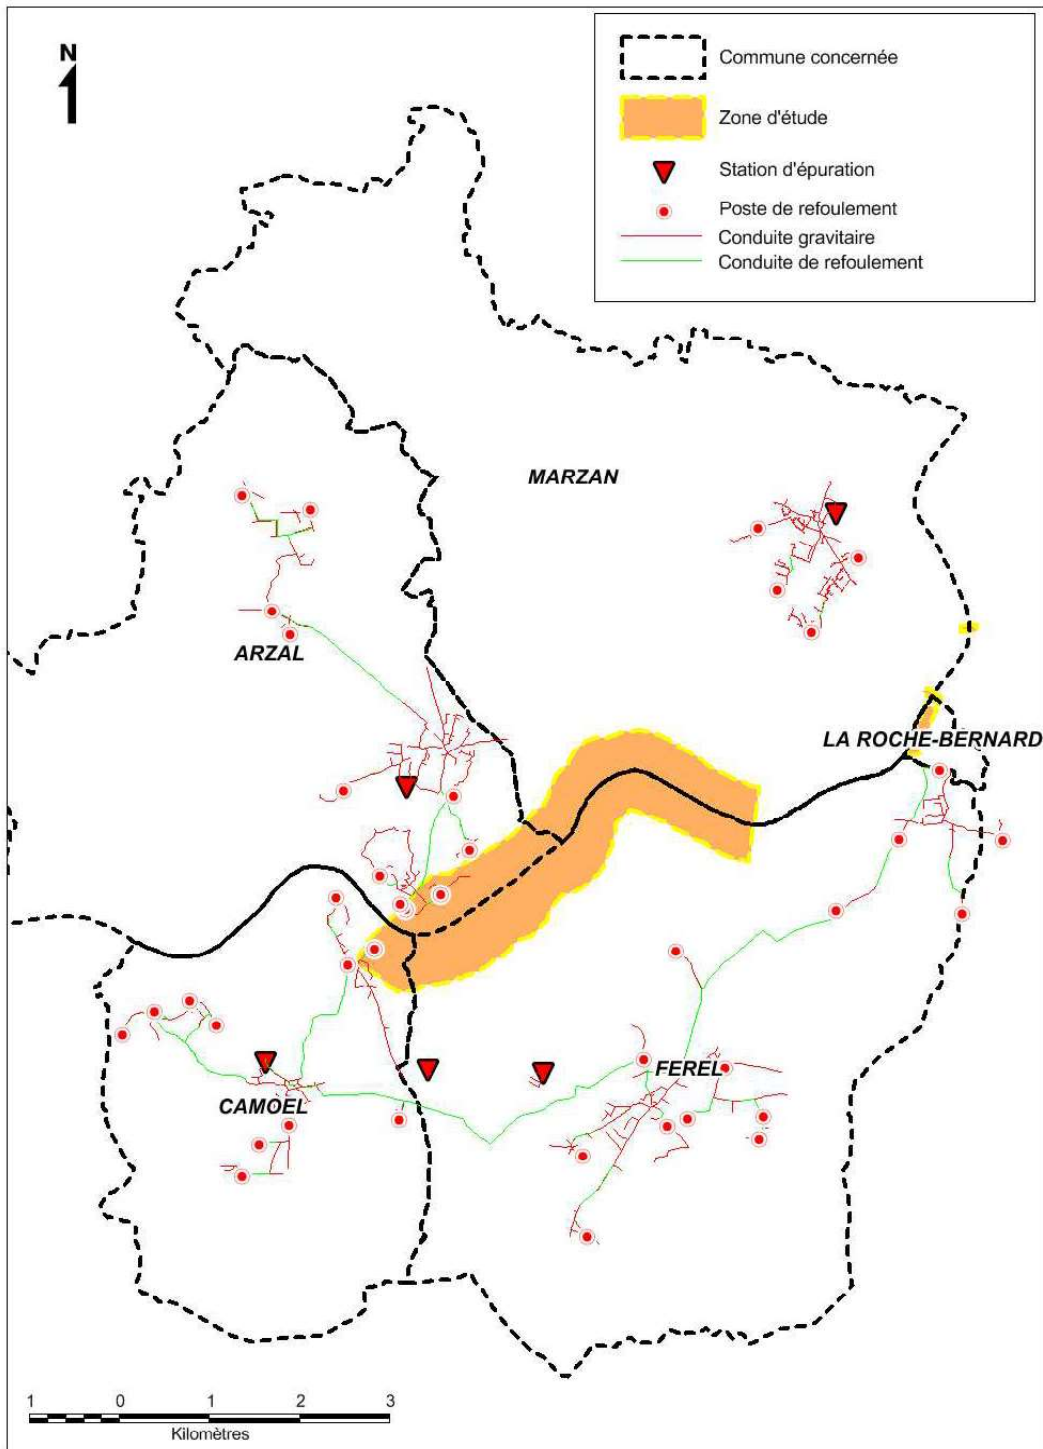 N
Commune concernée
Zone d'étude
Station d'épuration
Poste de refoulement
Conduite gravitaire
Conduite de refoulement
MARZAN
ARZAL
LA ROCHE-BERNARD
FEREL
CAMOEL
1 0 1 2 3
Kilomètres